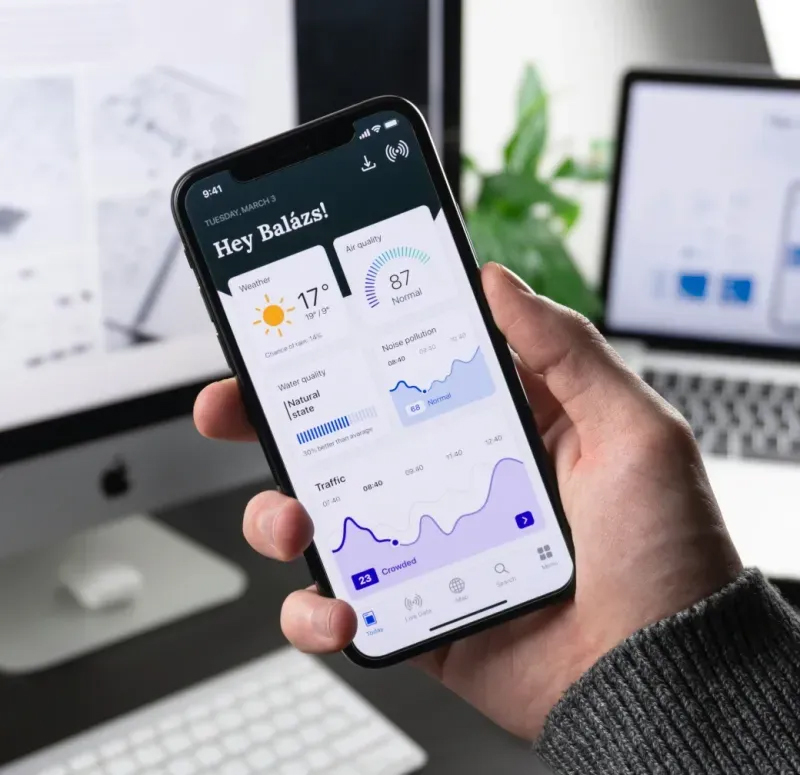 9:41
TUESDAY, MARCH 3
Hey Balázs!
Weather
17°
19°/9°
Chance of rain: 14%
Air quality
87
Normal
Water quality
Natural
state
30% better than average
Noise pollution
08:40 09:40 10:40
68 Normal
Traffic
07:40 08:40 09:40 11:40 12:40
23 Crowded
Today
Live data
Map
Search
Menu